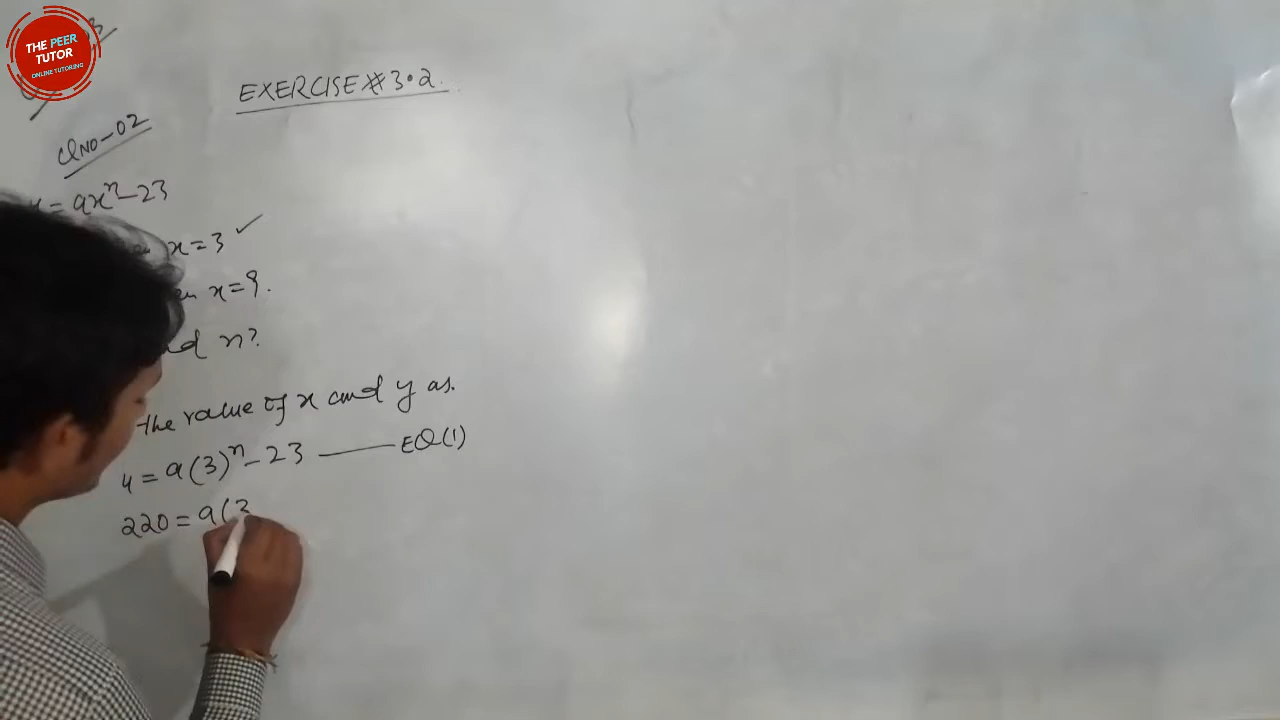 THE PEER
TUTOR
ONLINE TUTORING
EXERCISE # 3.2.
Q NO-02
= ax^n - 23
x = 3 ✓
x = 9.
n?
the value of x and y as.
4 = a(3)^n - 23 —— EQ(1)
220 = a(